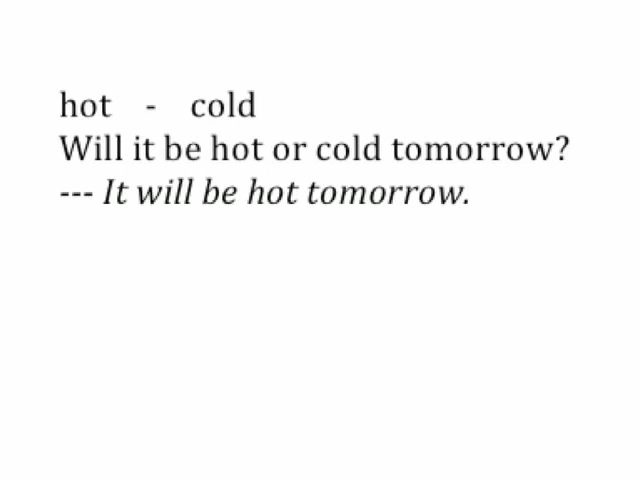 hot - cold
Will it be hot or cold tomorrow?
--- It will be hot tomorrow.